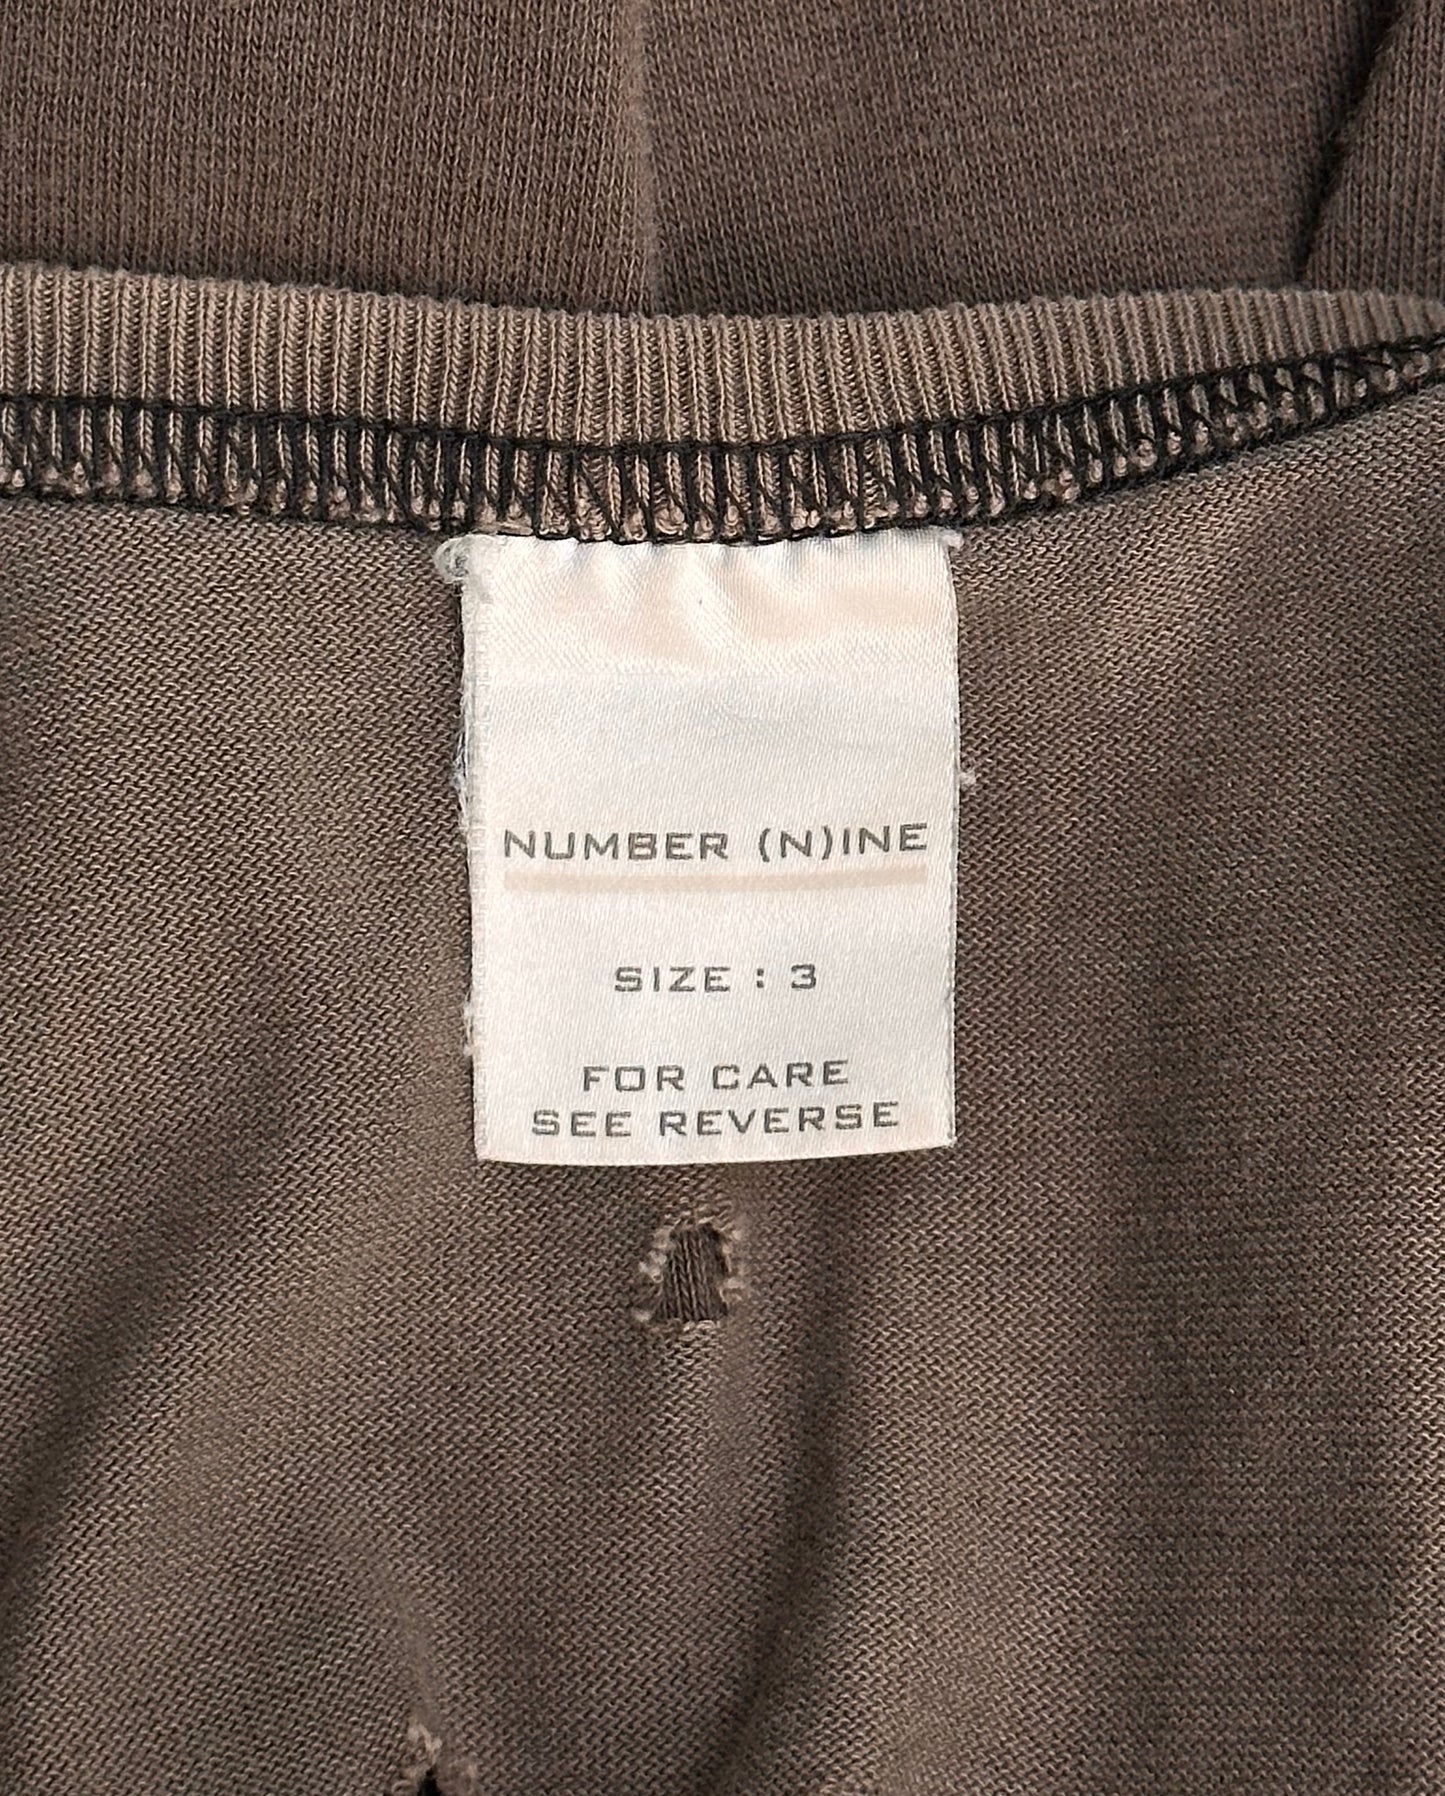 NUMBER (N)INE
SIZE : 3
FOR CARE
SEE REVERSE